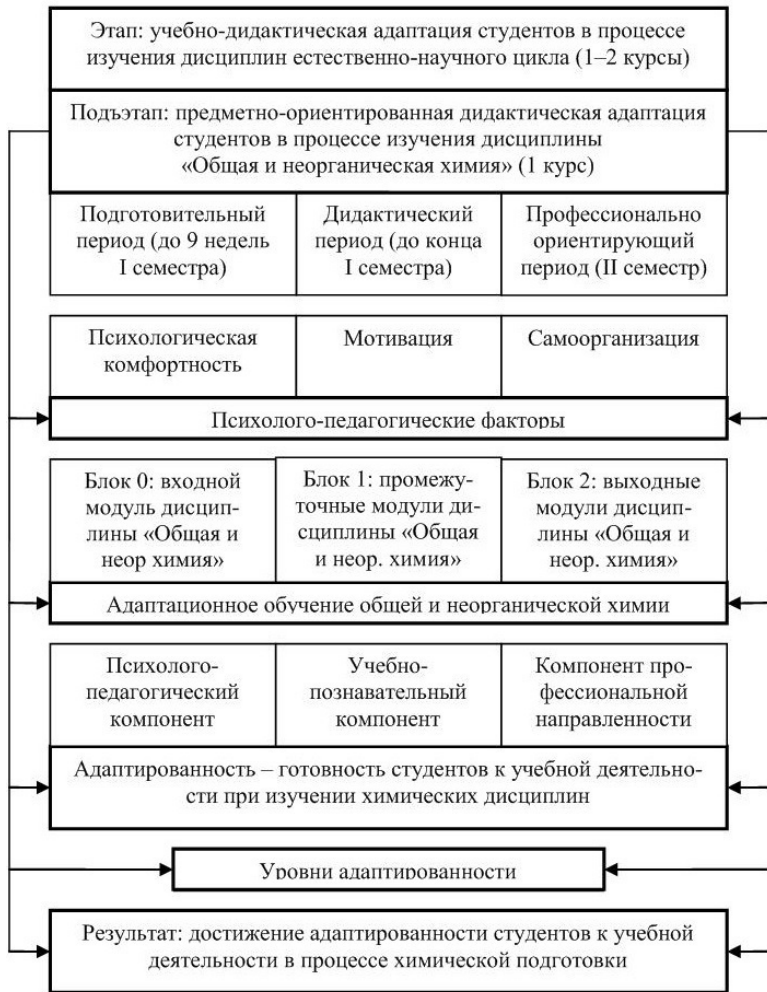 Этап: учебно-дидактическая адаптация студентов в процессе
изучения дисциплин естественно-научного цикла (1–2 курсы)
Подъэтап: предметно-ориентированная дидактическая адаптация
студентов в процессе изучения дисциплины
«Общая и неорганическая химия» (1 курс)
Подготовительный
период (до 9 недель
I семестра)
Дидактический
период (до конца
I семестра)
Профессионально
ориентирующий
период (II семестр)
Психологическая
комфортность
Мотивация
Самоорганизация
Психолого-педагогические факторы
Блок 0: входной
модуль дисцип-
лины «Общая и
неор химия»
Блок 1: промежу-
точные модули ди-
сциплины «Общая
и неор. химия»
Блок 2: выходные
модули дисцип-
лины «Общая и
неор. химия»
Адаптационное обучение общей и неорганической химии
Психолого-
педагогический
компонент
Учебно-
познавательный
компонент
Компонент про-
фессиональной
направленности
Адаптированность – готовность студентов к учебной деятельно-
сти при изучении химических дисциплин
Уровни адаптированности
Результат: достижение адаптированности студентов к учебной
деятельности в процессе химической подготовки